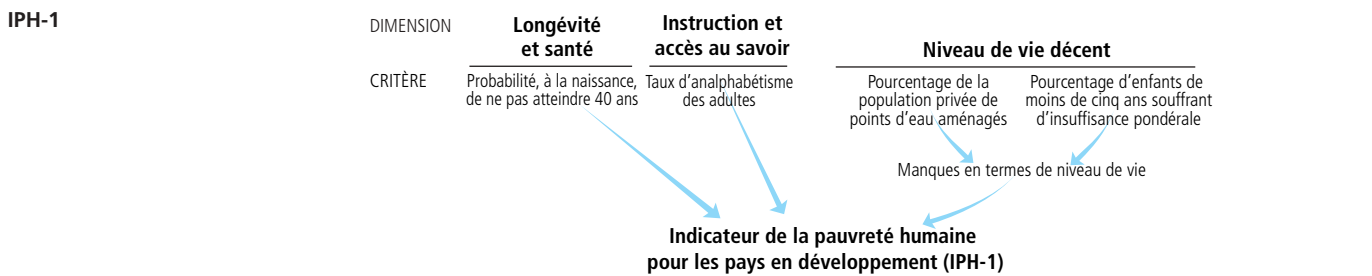 IPH-1
DIMENSION
Longévité
et santé
Instruction et
accès au savoir
Niveau de vie décent
CRITÈRE
Probabilité, à la naissance,
de ne pas atteindre 40 ans
Taux d'analphabétisme
des adultes
Pourcentage de la
population privée de
points d'eau aménagés
Pourcentage d'enfants de
moins de cinq ans souffrant
d'insuffisance pondérale
Manques en termes de niveau de vie
Indicateur de la pauvreté humaine
pour les pays en développement (IPH-1)